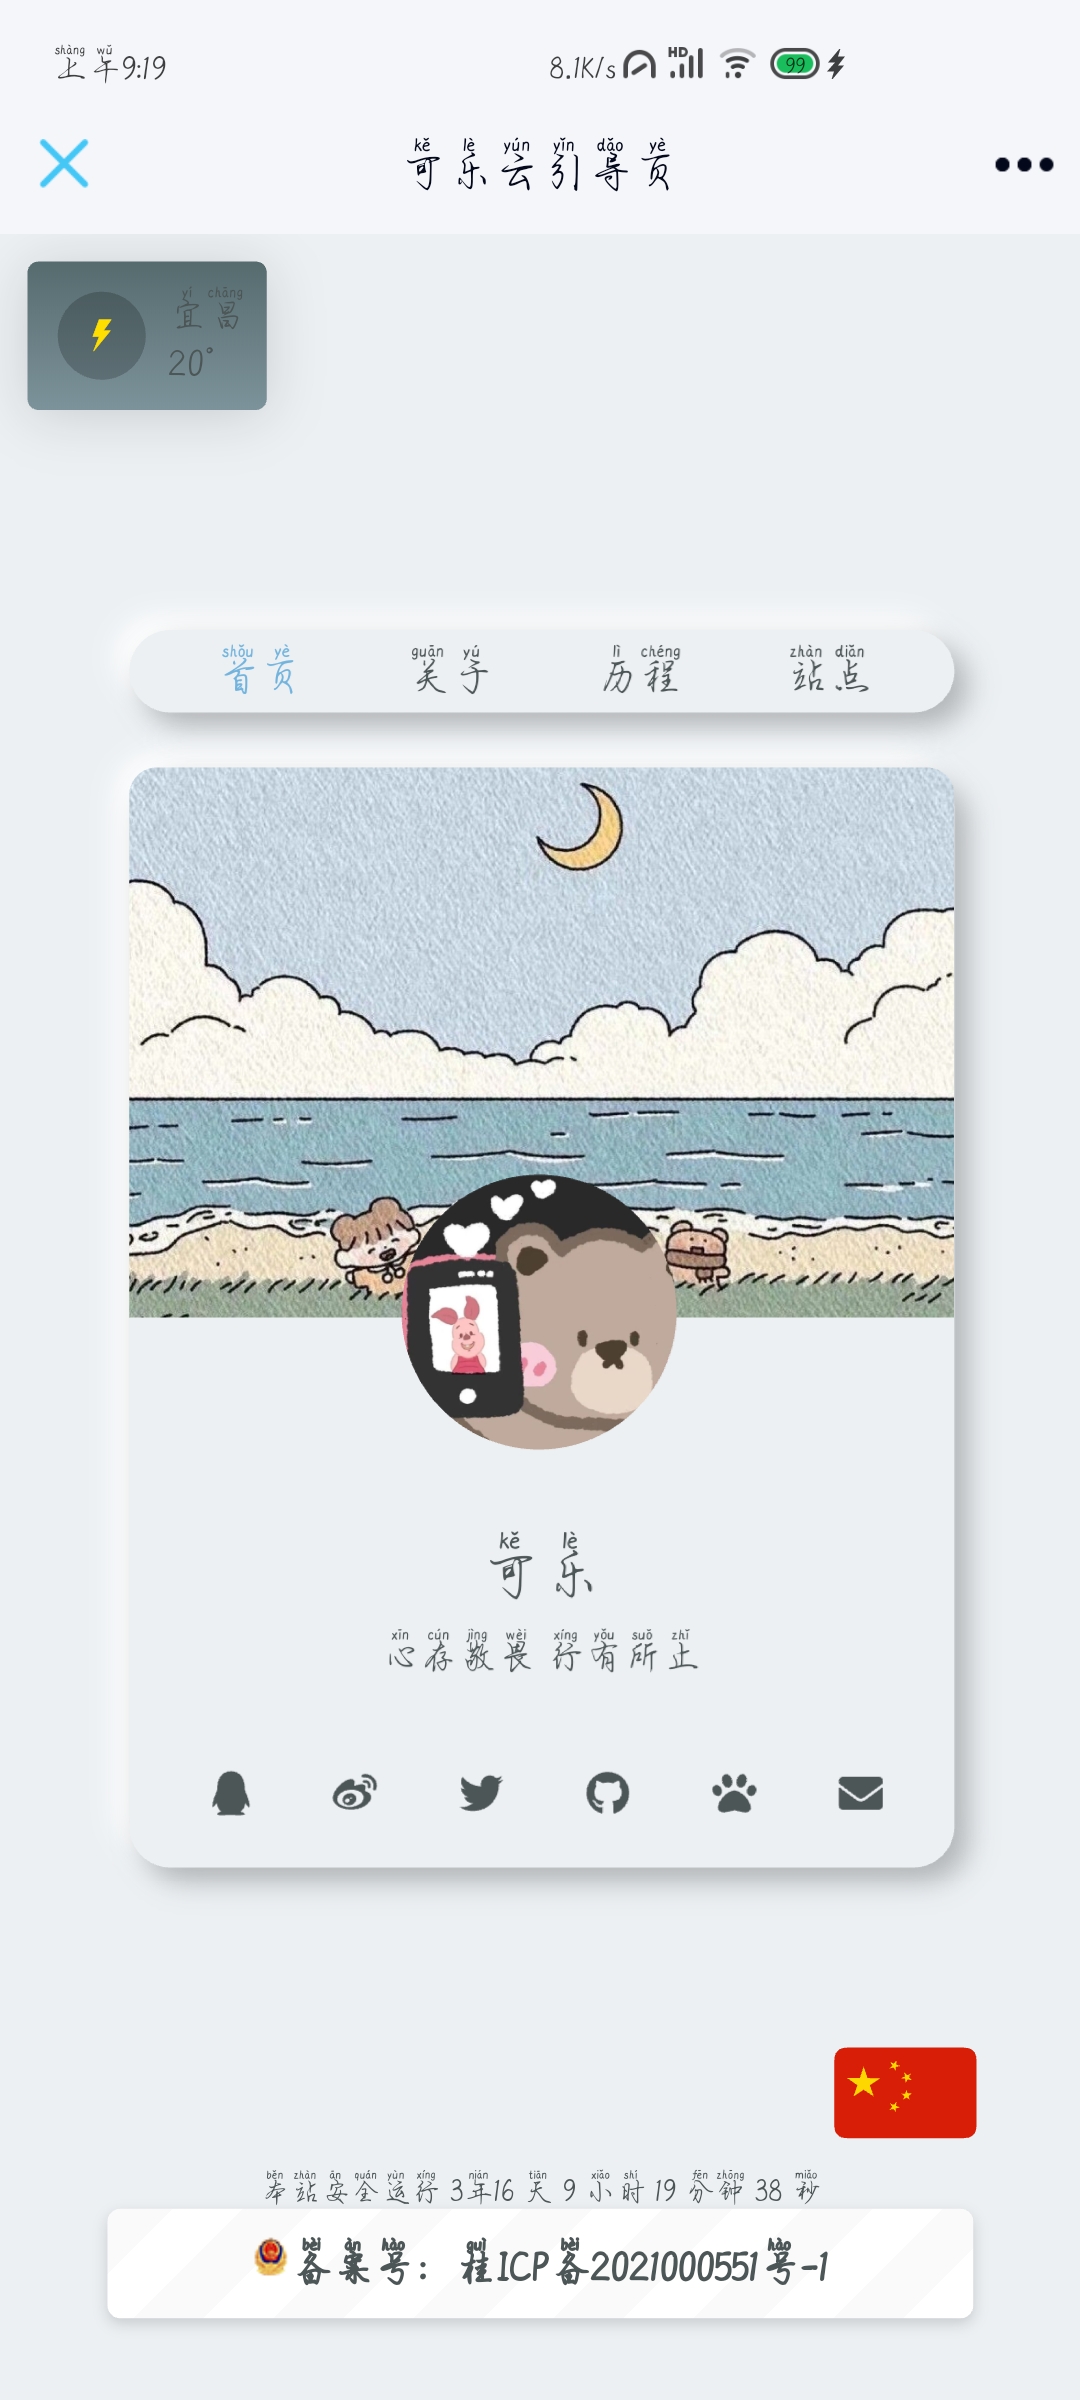 上午9:19 8.1K/s HD 99
可乐云引导页
宜昌
20°
首页 关于 历程 站点
可乐
心存敬畏 行有所止
本站安全运行 3年16 天 9 小时 19 分钟 38 秒
备案号：桂ICP备2021000551号-1